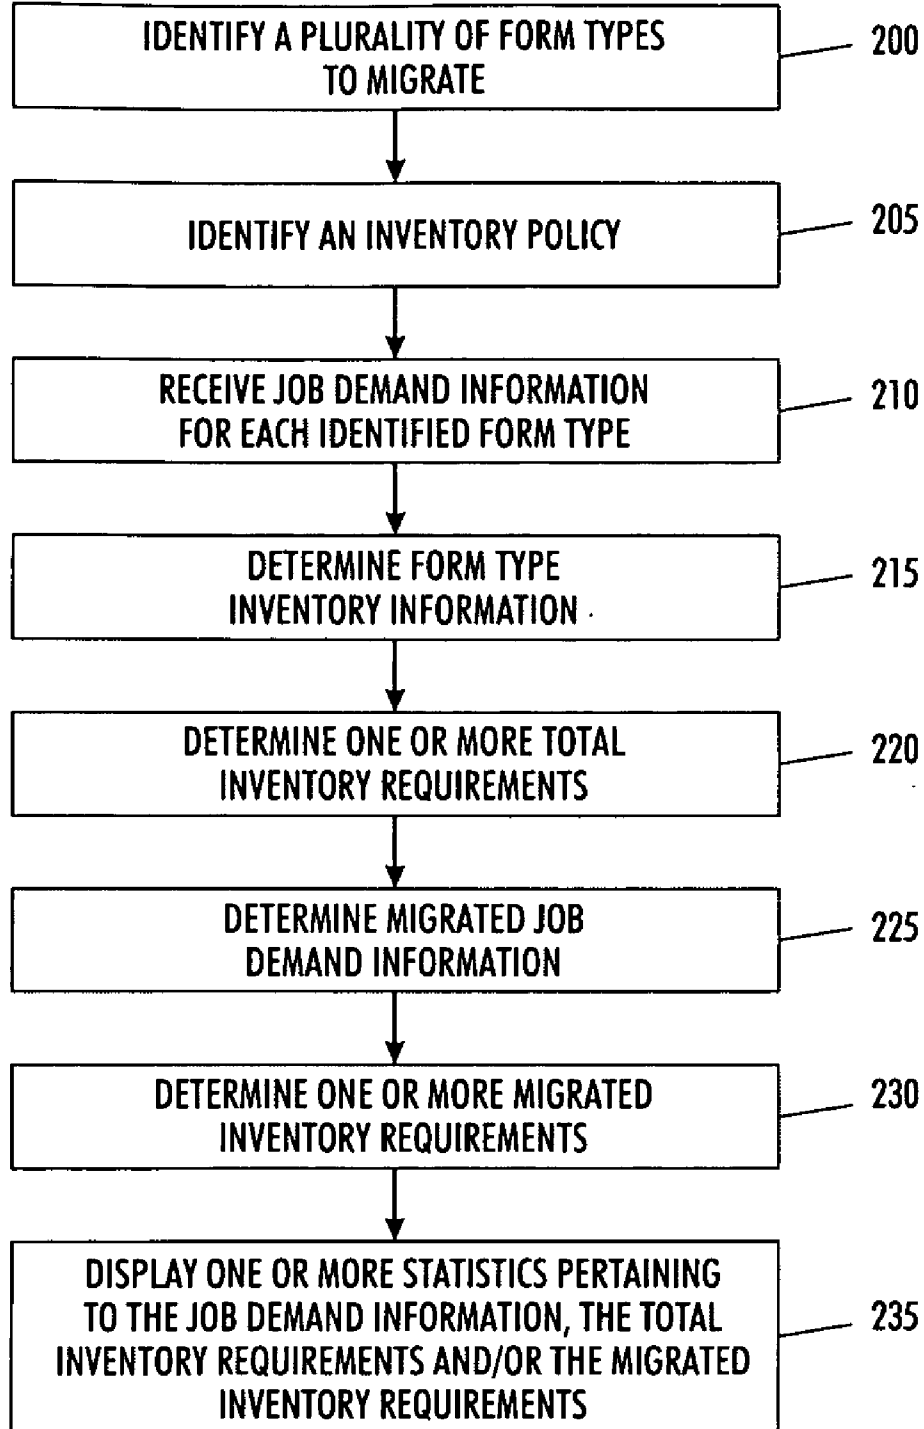 IDENTIFY A PLURALITY OF FORM TYPES
TO MIGRATE
200
IDENTIFY AN INVENTORY POLICY
205
RECEIVE JOB DEMAND INFORMATION
FOR EACH IDENTIFIED FORM TYPE
210
DETERMINE FORM TYPE
INVENTORY INFORMATION
215
DETERMINE ONE OR MORE TOTAL
INVENTORY REQUIREMENTS
220
DETERMINE MIGRATED JOB
DEMAND INFORMATION
225
DETERMINE ONE OR MORE MIGRATED
INVENTORY REQUIREMENTS
230
DISPLAY ONE OR MORE STATISTICS PERTAINING
TO THE JOB DEMAND INFORMATION, THE TOTAL
INVENTORY REQUIREMENTS AND/OR THE MIGRATED
INVENTORY REQUIREMENTS
235